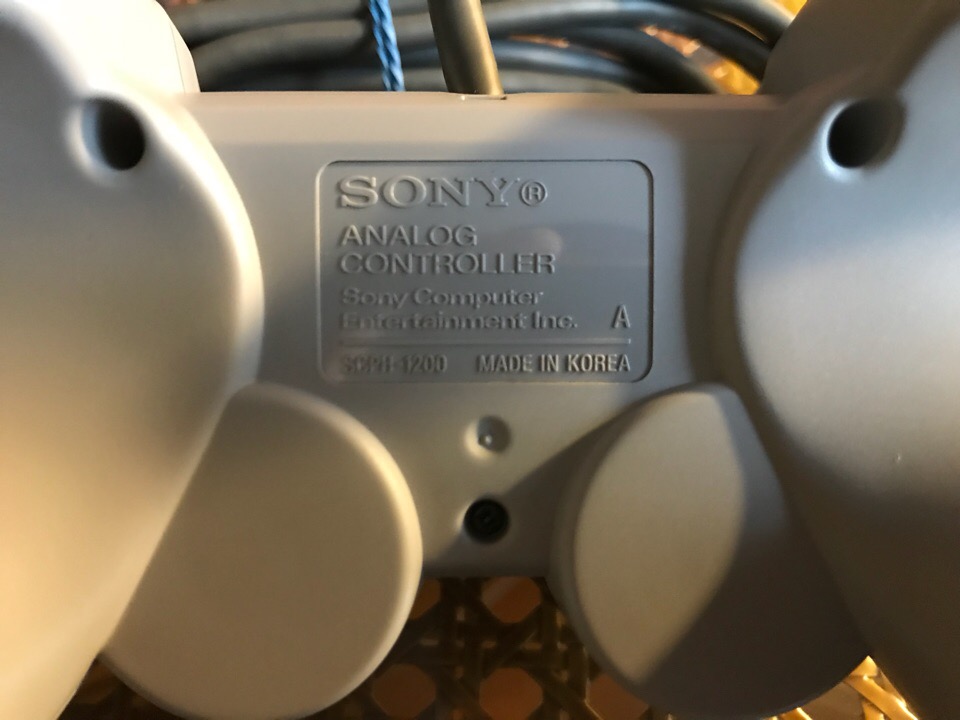 SONY®
ANALOG
CONTROLLER
Sony Computer
Entertainment Inc. A
SCPH-1200 MADE IN KOREA